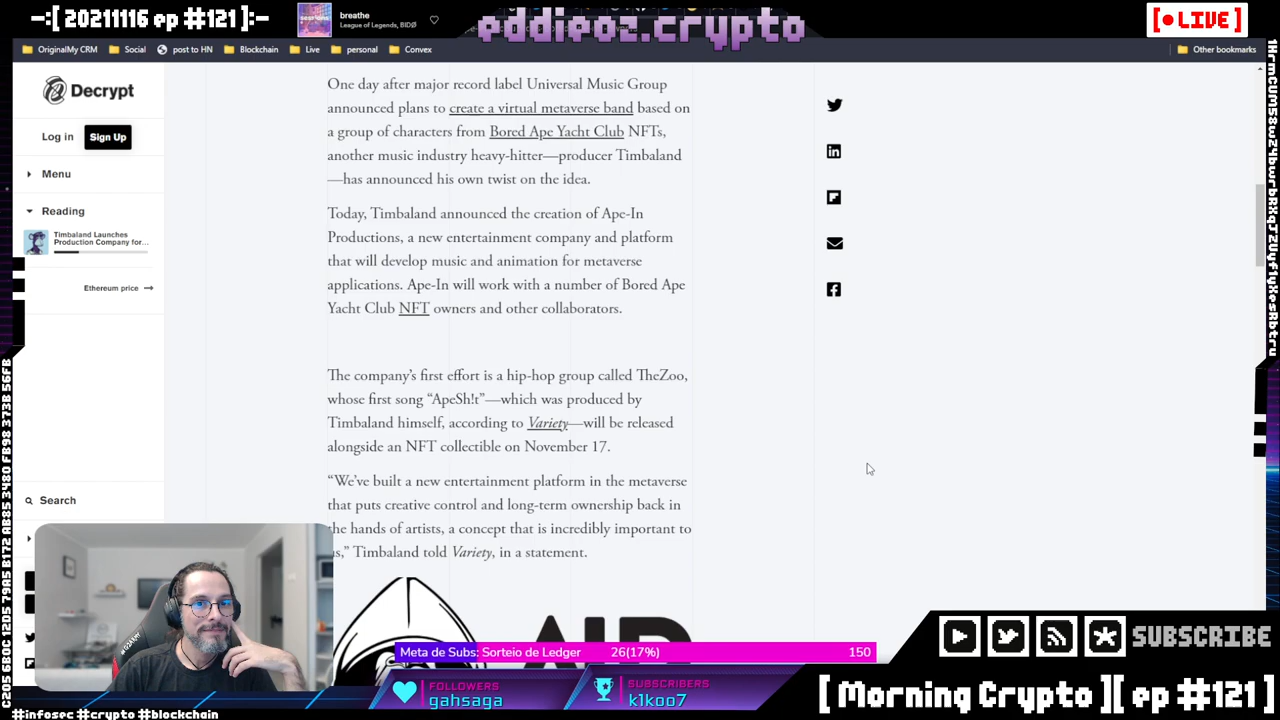 -:[ 20211116 ep #121 ]:-
breathe
League of Legends, BIDØ
eddieoz.crypto
[ • LIVE ]
OriginalMy CRM
Social
post to HN
Blockchain
Live
personal
Convex
Other bookmarks
Decrypt
Log in
Sign Up
Menu
Reading
Timbaland Launches
Production Company for...
Ethereum price
Search
One day after major record label Universal Music Group
announced plans to create a virtual metaverse band based on
a group of characters from Bored Ape Yacht Club NFTs,
another music industry heavy-hitter—producer Timbaland
—has announced his own twist on the idea.
Today, Timbaland announced the creation of Ape-In
Productions, a new entertainment company and platform
that will develop music and animation for metaverse
applications. Ape-In will work with a number of Bored Ape
Yacht Club NFT owners and other collaborators.
The company's first effort is a hip-hop group called TheZoo,
whose first song “ApeSh!t”—which was produced by
Timbaland himself, according to Variety—will be released
alongside an NFT collectible on November 17.
“We've built a new entertainment platform in the metaverse
that puts creative control and long-term ownership back in
the hands of artists, a concept that is incredibly important to
us,” Timbaland told Variety, in a statement.
Meta de Subs: Sorteio de Ledger 26(17%) 150
FOLLOWERS
gahsaga
SUBSCRIBERS
k1koo7
SUBSCRIBE
[ Morning Crypto ][ ep #121 ]
#infosec #crypto #blockchain